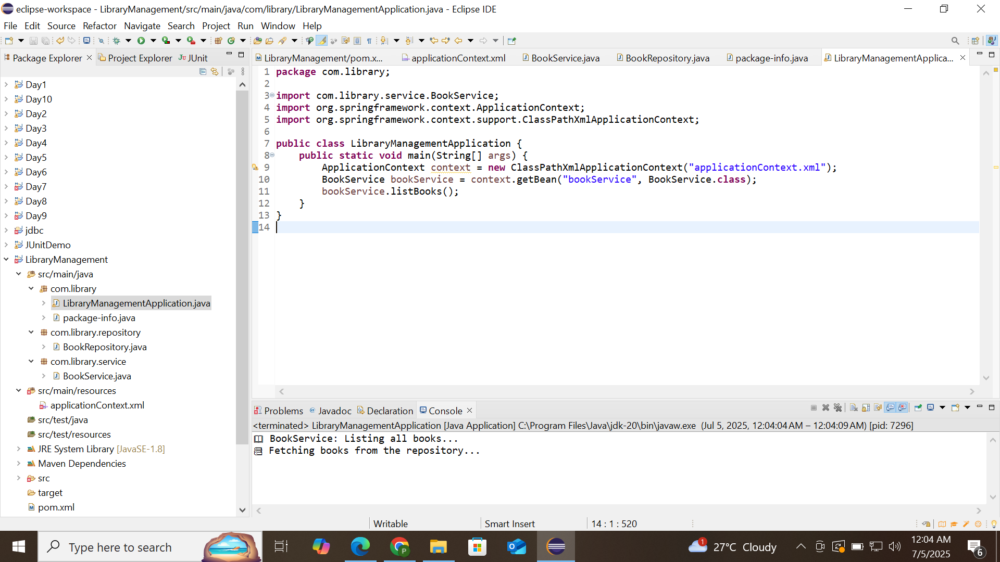 eclipse-workspace - LibraryManagement/src/main/java/com/library/LibraryManagementApplication.java - Eclipse IDE
File Edit Source Refactor Navigate Search Project Run Window Help
Package Explorer Project Explorer JUnit
Day1
Day10
Day2
Day3
Day4
Day5
Day6
Day7
Day8
Day9
jdbc
JUnitDemo
LibraryManagement
src/main/java
com.library
LibraryManagementApplication.java
package-info.java
com.library.repository
BookRepository.java
com.library.service
BookService.java
src/main/resources
applicationContext.xml
src/test/java
src/test/resources
JRE System Library [JavaSE-1.8]
Maven Dependencies
src
target
pom.xml
LibraryManagement/pom.x... applicationContext.xml BookService.java BookRepository.java package-info.java LibraryManagementApplica...
1 package com.library;
2
3 import com.library.service.BookService;
4 import org.springframework.context.ApplicationContext;
5 import org.springframework.context.support.ClassPathXmlApplicationContext;
6
7 public class LibraryManagementApplication {
8 public static void main(String[] args) {
9 ApplicationContext context = new ClassPathXmlApplicationContext("applicationContext.xml");
10 BookService bookService = context.getBean("bookService", BookService.class);
11 bookService.listBooks();
12 }
13 }
14
Problems Javadoc Declaration Console
<terminated> LibraryManagementApplication [Java Application] C:\Program Files\Java\jdk-20\bin\javaw.exe (Jul 5, 2025, 12:04:04 AM – 12:04:09 AM) [pid: 7296]
BookService: Listing all books...
Fetching books from the repository...
Writable Smart Insert 14 : 1 : 520
Type here to search
1 27°C Cloudy
12:04 AM
7/5/2025
6